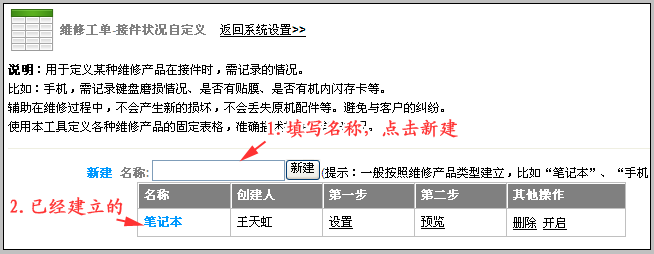 维修工单-接件状况自定义 返回系统设置>>
说明：用于定义某种维修产品在接件时，需记录的情况。
比如：手机，需记录键盘磨损情况、是否有贴膜、是否有机内闪存卡等。
辅助在维修过程中，不会产生新的损坏，不会丢失原机配件等。避免与客户的纠纷。
使用本工具定义各种维修产品的固定表格，准确
1. 填写名称，点击新建
新建 名称: 新建 (提示：一般按照维修产品类型建立，比如“笔记本”、“手机
名称 创建人 第一步 第二步 其他操作
2. 已经建立的
笔记本 王天虹 设置 预览 删除 开启